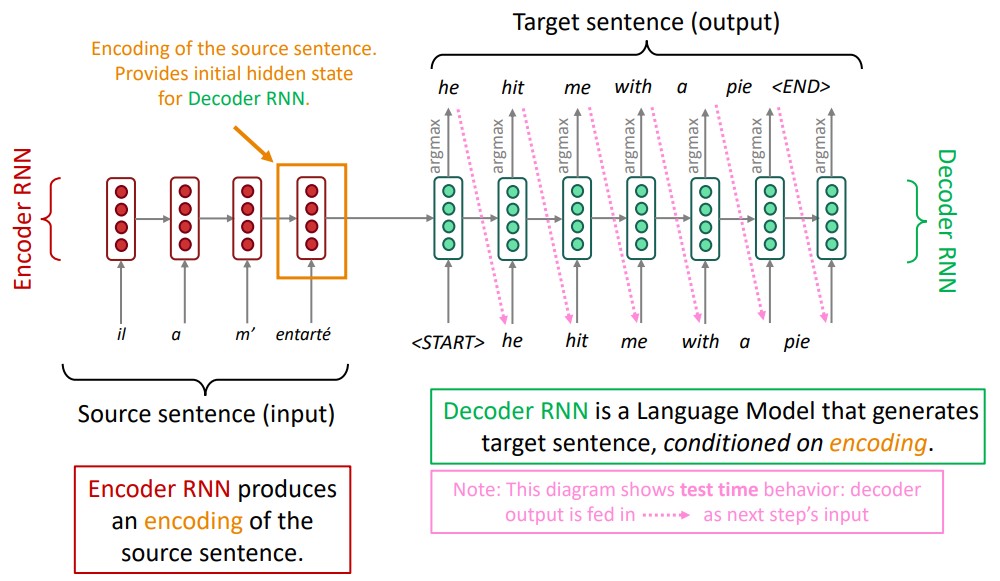 Target sentence (output)
Encoding of the source sentence.
Provides initial hidden state
for Decoder RNN.
he hit me with a pie <END>
argmax argmax argmax argmax argmax argmax argmax
Encoder RNN
Decoder RNN
il a m’ entarté
<START> he hit me with a pie
Source sentence (input)
Decoder RNN is a Language Model that generates
target sentence, conditioned on encoding.
Encoder RNN produces
an encoding of the
source sentence.
Note: This diagram shows test time behavior: decoder
output is fed in as next step’s input